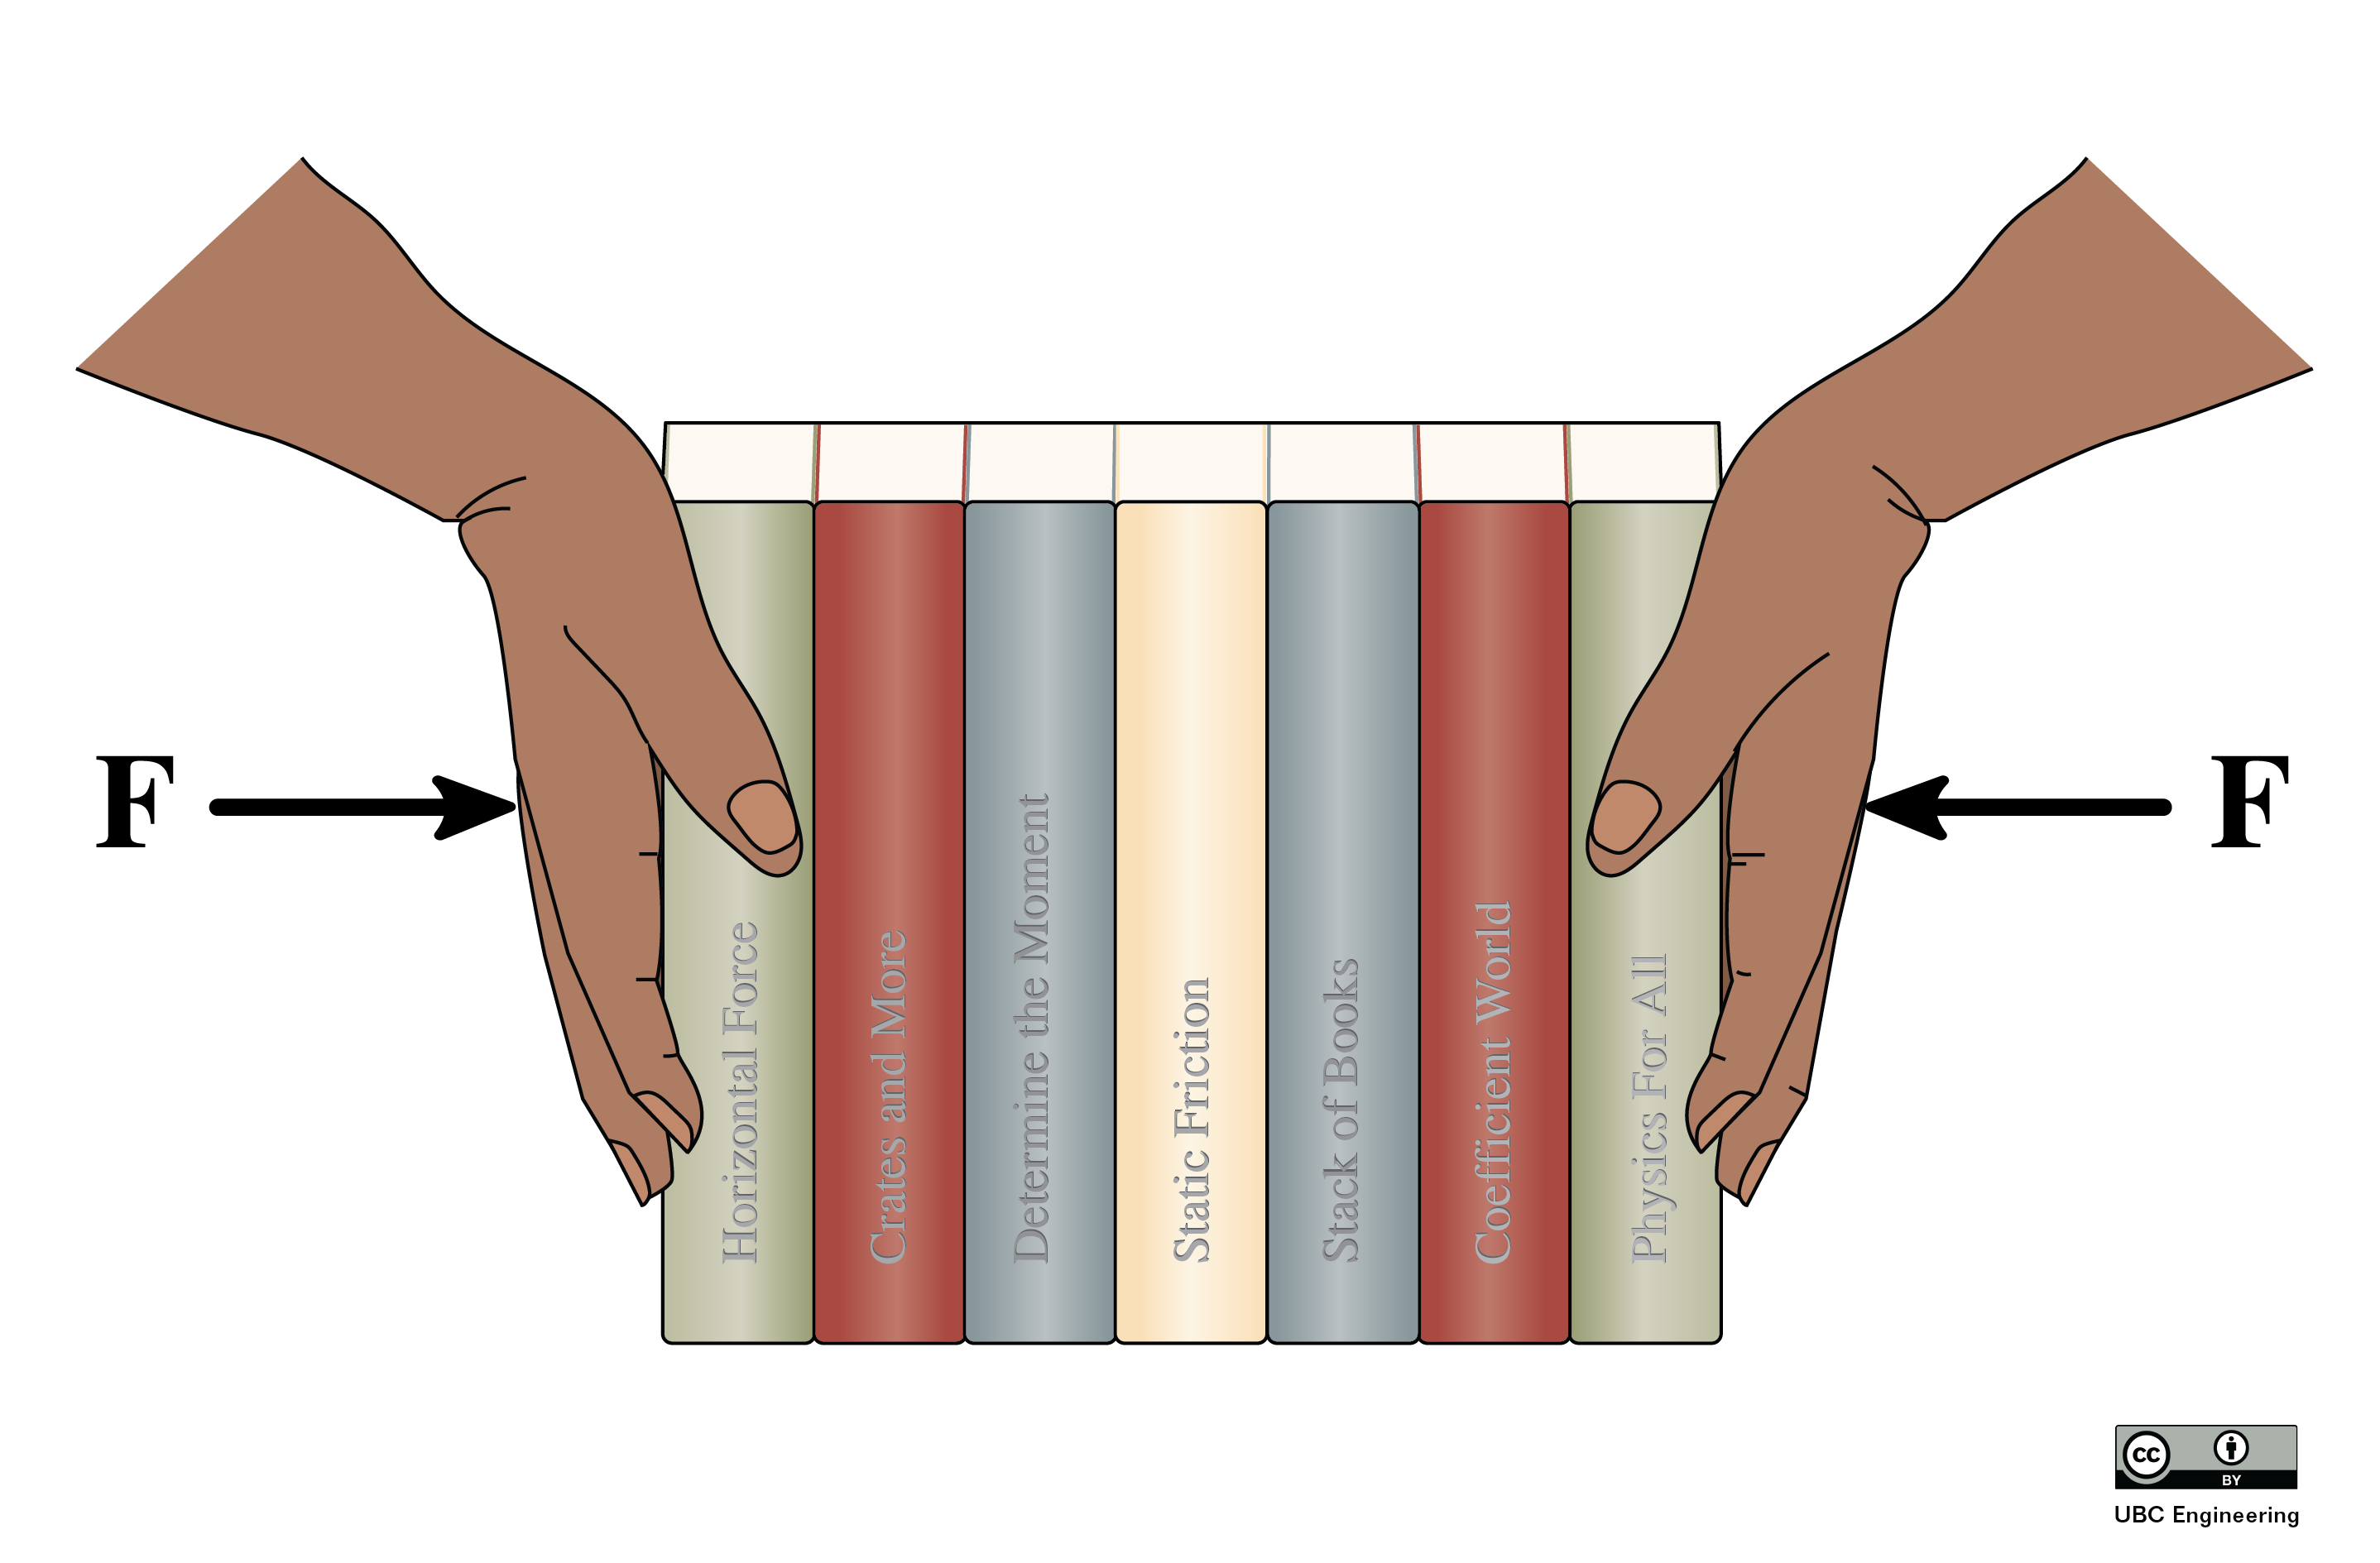 F
F
Horizontal Force
Crates and More
Determine the Moment
Static Friction
Stack of Books
Coefficient World
Physics For All
cc
BY
UBC Engineering